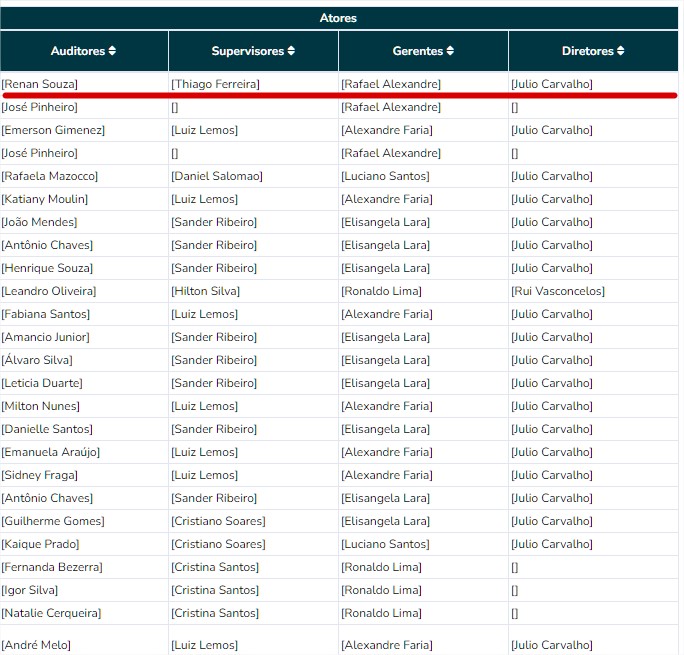 Atores
Auditores Supervisores Gerentes Diretores
[Renan Souza] [Thiago Ferreira] [Rafael Alexandre] [Julio Carvalho]
[José Pinheiro] [] [Rafael Alexandre] []
[Emerson Gimenez] [Luiz Lemos] [Alexandre Faria] [Julio Carvalho]
[José Pinheiro] [] [Rafael Alexandre] []
[Rafaela Mazocco] [Daniel Salomao] [Luciano Santos] [Julio Carvalho]
[Katiany Moulin] [Luiz Lemos] [Alexandre Faria] [Julio Carvalho]
[João Mendes] [Sander Ribeiro] [Elisangela Lara] [Julio Carvalho]
[Antônio Chaves] [Sander Ribeiro] [Elisangela Lara] [Julio Carvalho]
[Henrique Souza] [Sander Ribeiro] [Elisangela Lara] [Julio Carvalho]
[Leandro Oliveira] [Hilton Silva] [Ronaldo Lima] [Rui Vasconcelos]
[Fabiana Santos] [Luiz Lemos] [Alexandre Faria] [Julio Carvalho]
[Amancio Junior] [Sander Ribeiro] [Elisangela Lara] [Julio Carvalho]
[Álvaro Silva] [Sander Ribeiro] [Elisangela Lara] [Julio Carvalho]
[Leticia Duarte] [Sander Ribeiro] [Elisangela Lara] [Julio Carvalho]
[Milton Nunes] [Luiz Lemos] [Alexandre Faria] [Julio Carvalho]
[Danielle Santos] [Sander Ribeiro] [Elisangela Lara] [Julio Carvalho]
[Emanuela Araújo] [Luiz Lemos] [Alexandre Faria] [Julio Carvalho]
[Sidney Fraga] [Luiz Lemos] [Alexandre Faria] [Julio Carvalho]
[Antônio Chaves] [Sander Ribeiro] [Elisangela Lara] [Julio Carvalho]
[Guilherme Gomes] [Cristiano Soares] [Elisangela Lara] [Julio Carvalho]
[Kaique Prado] [Cristiano Soares] [Luciano Santos] [Julio Carvalho]
[Fernanda Bezerra] [Cristina Santos] [Ronaldo Lima] []
[Igor Silva] [Cristina Santos] [Ronaldo Lima] []
[Natalie Cerqueira] [Cristina Santos] [Ronaldo Lima] []
[André Melo] [Luiz Lemos] [Alexandre Faria] [Julio Carvalho]